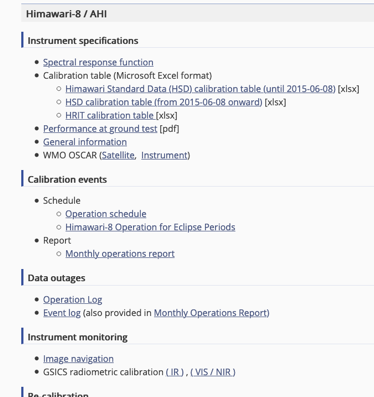 Himawari-8 / AHI
Instrument specifications
Spectral response function
Calibration table (Microsoft Excel format)
Himawari Standard Data (HSD) calibration table (until 2015-06-08) [xlsx]
HSD calibration table (from 2015-06-08 onward) [xlsx]
HRIT calibration table [xlsx]
Performance at ground test [pdf]
General information
WMO OSCAR (Satellite, Instrument)
Calibration events
Schedule
Operation schedule
Himawari-8 Operation for Eclipse Periods
Report
Monthly operations report
Data outages
Operation Log
Event log (also provided in Monthly Operations Report)
Instrument monitoring
Image navigation
GSICS radiometric calibration ( IR ) , ( VIS / NIR )
Re-calibration